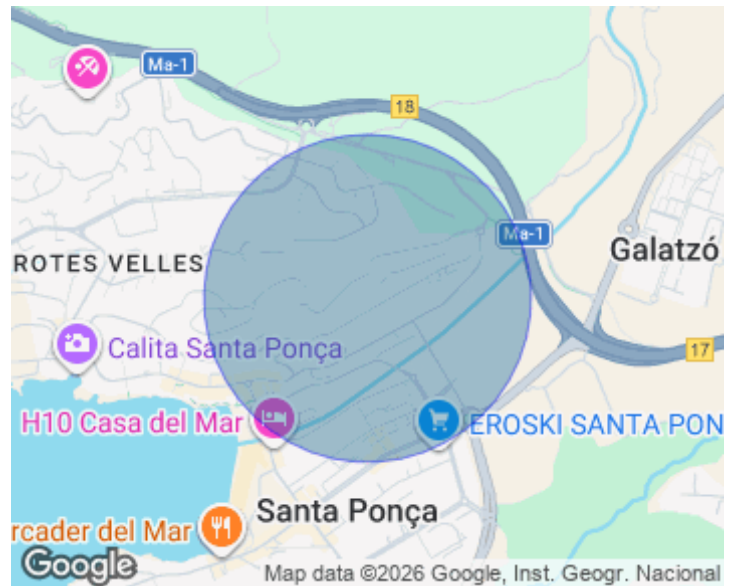 Ma-1
18
ROTES VELLES
Ma-1
Galatzó
Calita Santa Ponça
17
H10 Casa del Mar
EROSKI SANTA PON
Santa Ponça
rcader del Mar
Google
Map data ©2026 Google, Inst. Geogr. Nacional